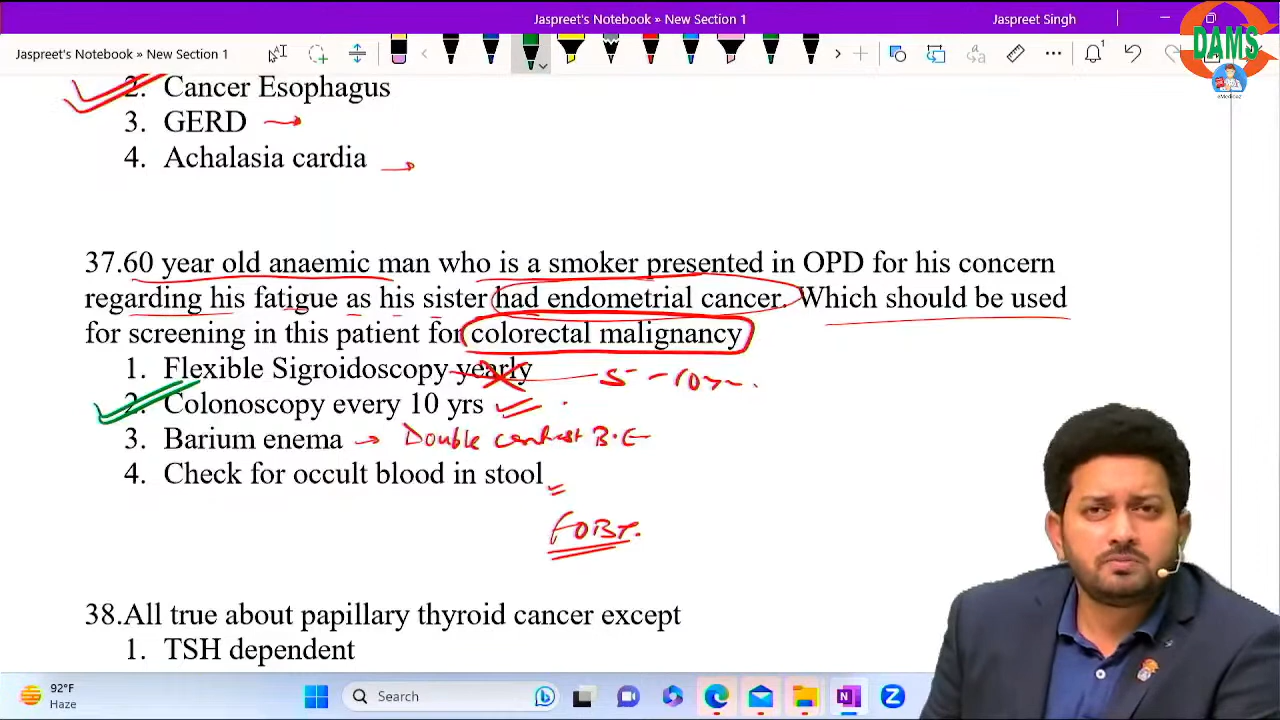 Jaspreet's Notebook » New Section 1
Jaspreet Singh
Jaspreet's Notebook » New Section 1
DAMS
eMedicoz
2. Cancer Esophagus
3. GERD
4. Achalasia cardia
37.60 year old anaemic man who is a smoker presented in OPD for his concern
regarding his fatigue as his sister had endometrial cancer. Which should be used
for screening in this patient for colorectal malignancy
1. Flexible Sigroidoscopy yearly 5-10yr.
2. Colonoscopy every 10 yrs
3. Barium enema → Double contrast B.E
4. Check for occult blood in stool
FOBT.
38.All true about papillary thyroid cancer except
1. TSH dependent
92°F
Haze
Search